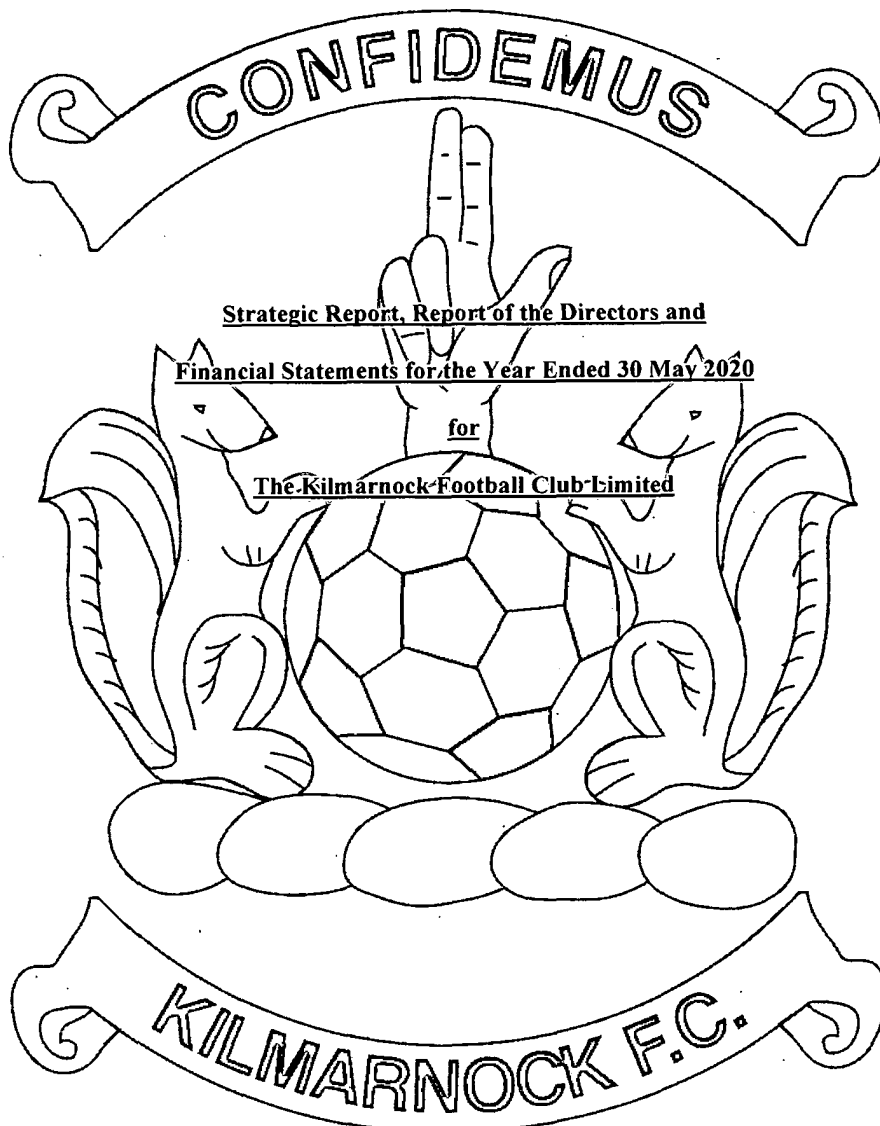 CONFIDEMUS
Strategic Report, Report of the Directors and
Financial Statements for the Year Ended 30 May 2020
for
The Kilmarnock Football Club Limited
KILMARNOCK F.C.